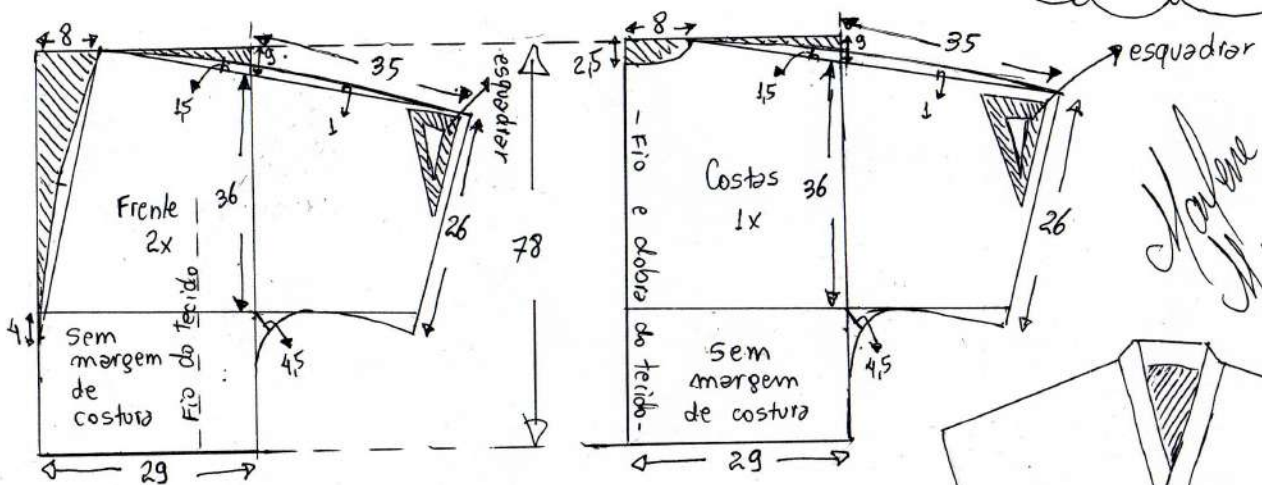 8
9
35
1,5
1
esquadrar
Frente
2x
36
26
78
4
Sem
margem
de
costura
Fio do tecido
4,5
29
8
2,5
9
35
esquadrar
1,5
1
- Fio e dobra do tecido -
Costas
1x
36
26
Sem
margem
de costura
4,5
29
Marlene